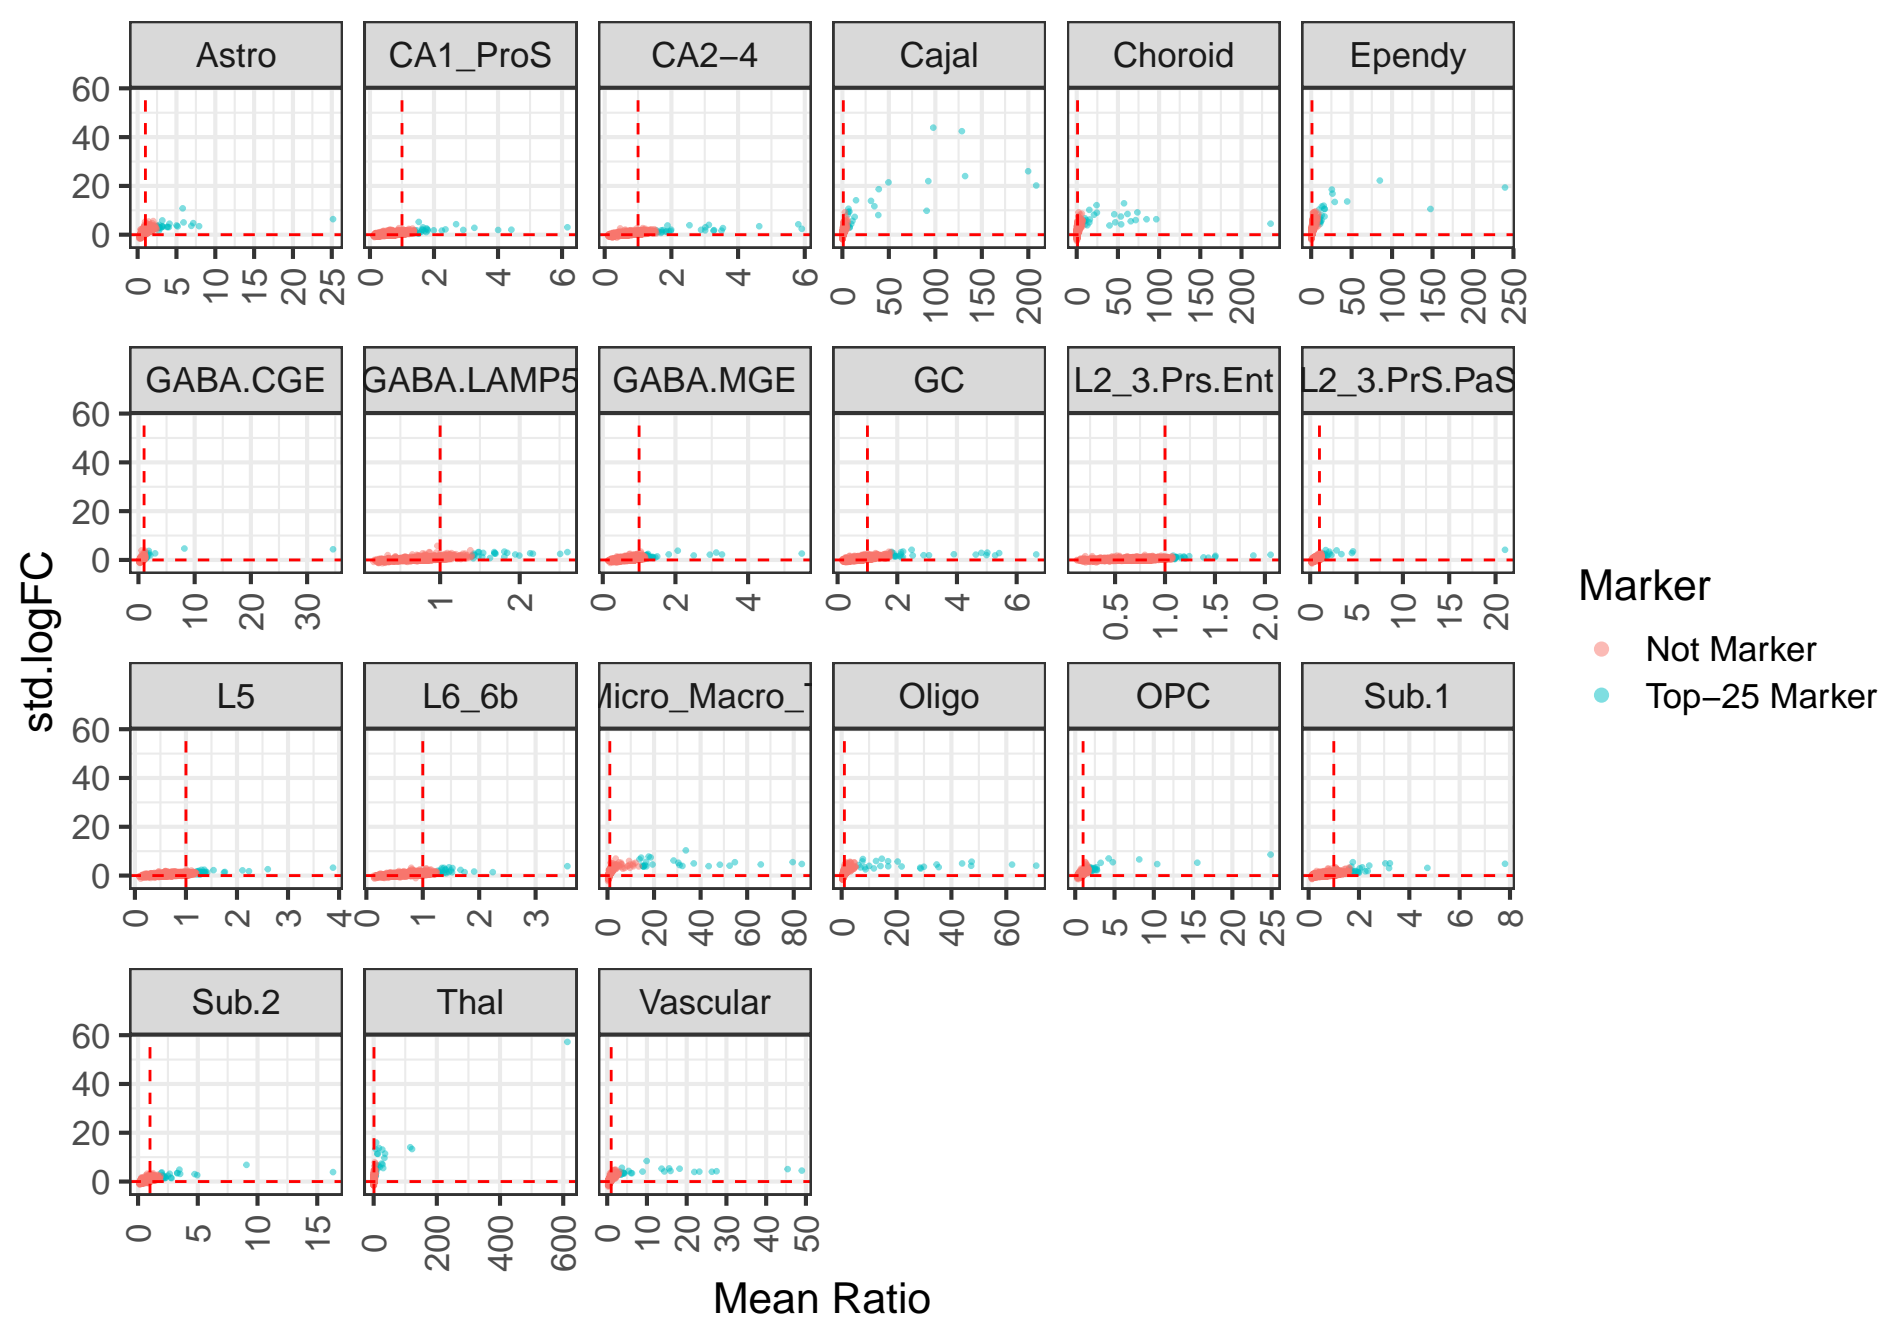 Astro CA1_ProS CA2−4 Cajal Choroid Ependy
60
40
20
0
0 5 10 15 20 25 0 2 4 6 0 2 4 6 0 50 100 150 200 0 50 100 150 200 0 50 100 150 200 250
GABA.CGE GABA.LAMP5 GABA.MGE GC L2_3.Prs.Ent L2_3.PrS.PaS
60
40
20
0
0 10 20 30 1 2 0 2 4 0 2 4 6 0.5 1.0 1.5 2.0 0 5 10 15 20
L5 L6_6b Micro_Macro_T Oligo OPC Sub.1
60
40
20
0
0 1 2 3 4 0 1 2 3 0 20 40 60 80 0 20 40 60 0 5 10 15 20 25 0 2 4 6 8
Sub.2 Thal Vascular
60
40
20
0
0 5 10 15 0 200 400 600 0 10 20 30 40 50
Mean Ratio
std.logFC
Marker
Not Marker
Top−25 Marker